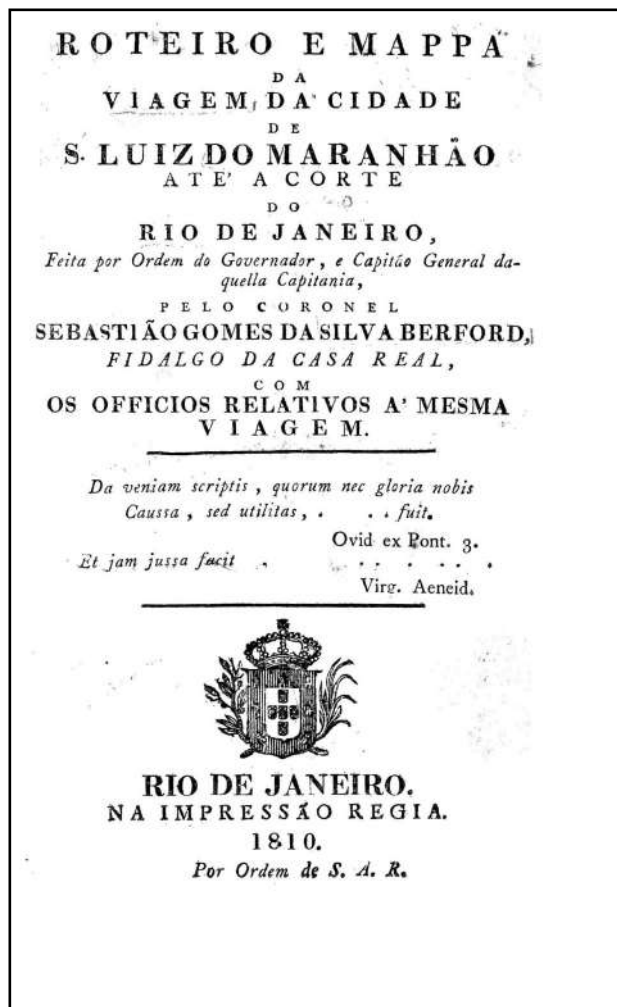 ROTEIRO E MAPPA
DA
VIAGEM DA CIDADE
DE
S. LUIZ DO MARANHÃO
ATE' A CORTE
DO
RIO DE JANEIRO,
Feita por Ordem do Governador, e Capitão General da-
quella Capitania,
PELO CORONEL
SEBASTIÃO GOMES DA SILVA BERFORD,
FIDALGO DA CASA REAL,
COM
OS OFFICIOS RELATIVOS A' MESMA
VIAGEM.
Da veniam scriptis, quorum nec gloria nobis
Caussa, sed utilitas, . . . fuit.
Ovid ex Pont. 3.
Et jam jussa facit . . . . . . .
Virg. Aeneid.
RIO DE JANEIRO.
NA IMPRESSÃO REGIA.
1810.
Por Ordem de S. A. R.